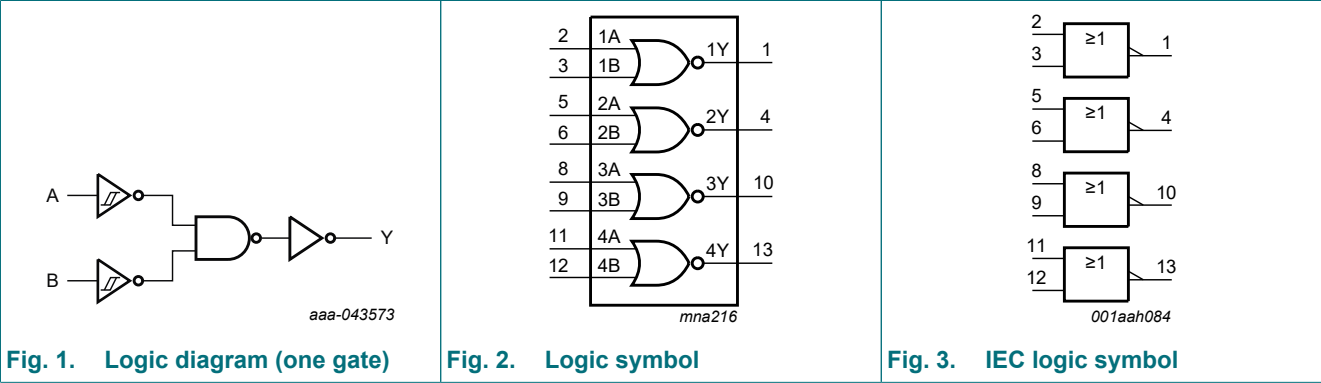 A
B
Y
aaa-043573
Fig. 1. Logic diagram (one gate)
2 1A 1Y 1
3 1B
5 2A 2Y 4
6 2B
8 3A 3Y 10
9 3B
11 4A 4Y 13
12 4B
mna216
Fig. 2. Logic symbol
2 ≥1 1
3
5 ≥1 4
6
8 ≥1 10
9
11 ≥1 13
12
001aah084
Fig. 3. IEC logic symbol